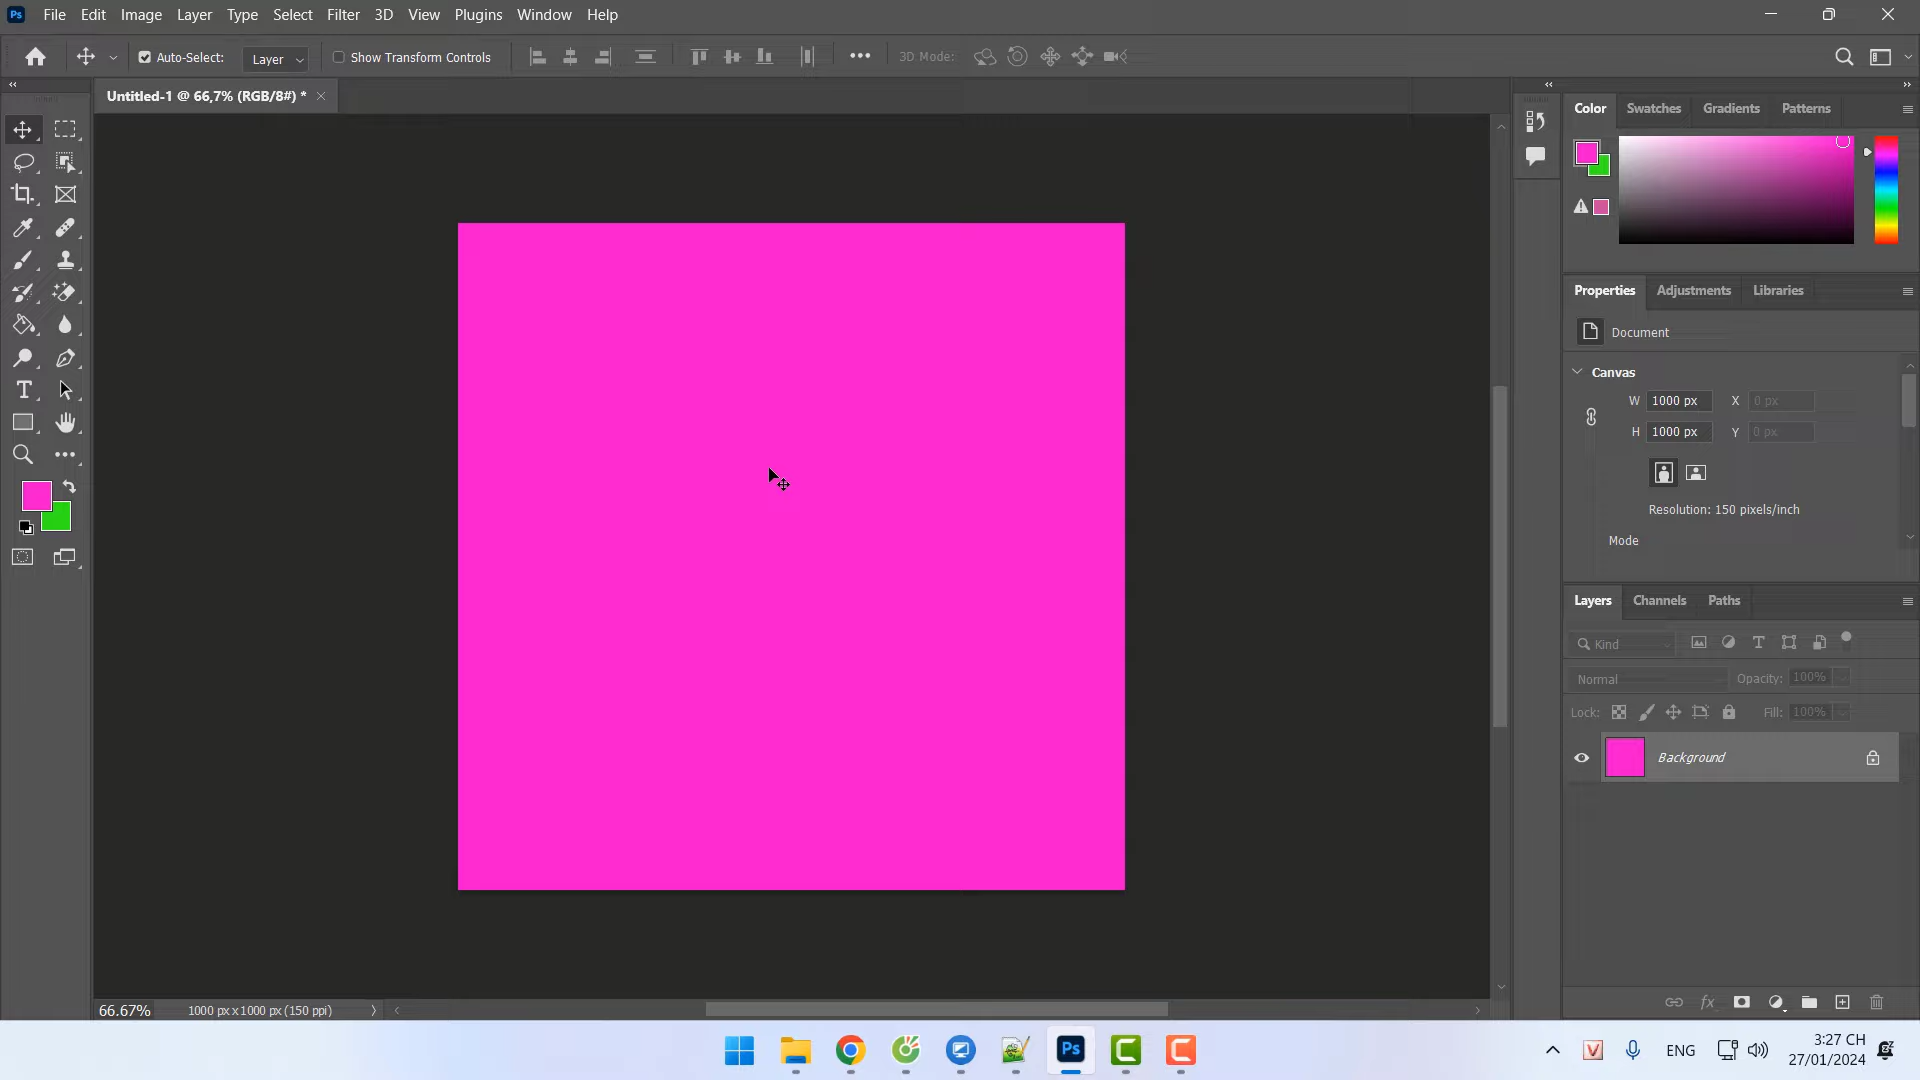 Ps File Edit Image Layer Type Select Filter 3D View Plugins Window Help
Auto-Select: Layer Show Transform Controls 3D Mode:
Untitled-1 @ 66,7% (RGB/8#) *
Color Swatches Gradients Patterns
Properties Adjustments Libraries
Document
Canvas
W 1000 px X 0 px
H 1000 px Y 0 px
Resolution: 150 pixels/inch
Mode
Layers Channels Paths
Kind
Normal Opacity: 100%
Lock: Fill: 100%
Background
66.67% 1000 px x 1000 px (150 ppi)
Ps
ENG
3:27 CH
27/01/2024